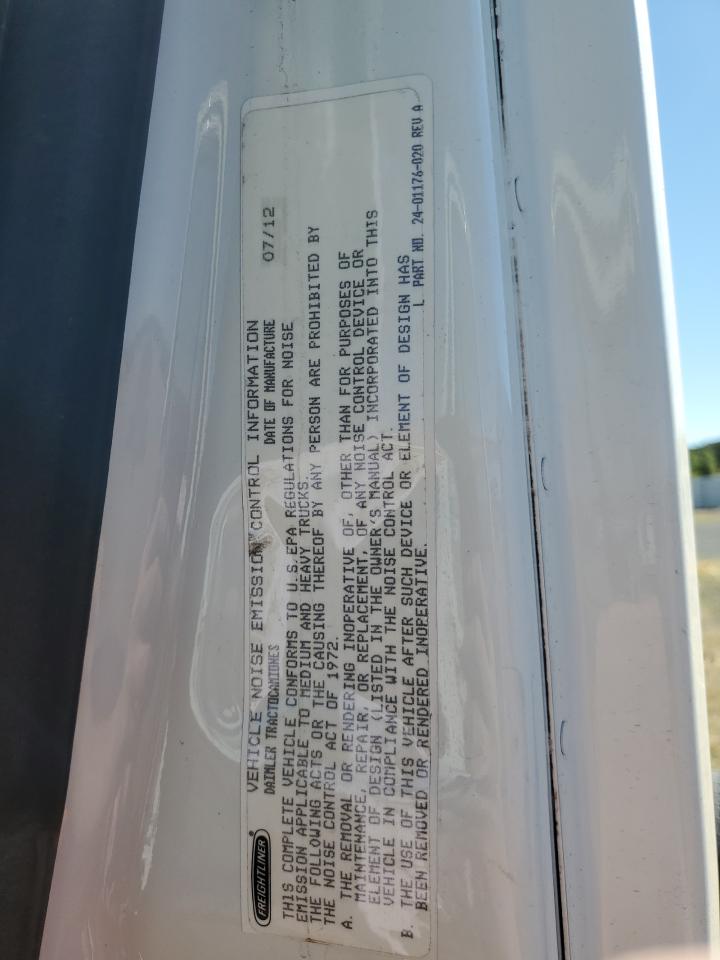 FREIGHTLINER®
VEHICLE NOISE EMISSION CONTROL INFORMATION
DAIMLER TRACTOCAMIONES DATE OF MANUFACTURE 07/12
THIS COMPLETE VEHICLE CONFORMS TO U.S. EPA REGULATIONS FOR NOISE
EMISSION APPLICABLE TO MEDIUM AND HEAVY TRUCKS.
THE FOLLOWING ACTS OR THE CAUSING THEREOF BY ANY PERSON ARE PROHIBITED BY
THE NOISE CONTROL ACT OF 1972.
A. THE REMOVAL OR RENDERING INOPERATIVE OF, OTHER THAN FOR PURPOSES OF
MAINTENANCE, REPAIR, OR REPLACEMENT, OF ANY NOISE CONTROL DEVICE OR
ELEMENT OF DESIGN (LISTED IN THE OWNER'S MANUAL) INCORPORATED INTO THIS
VEHICLE IN COMPLIANCE WITH THE NOISE CONTROL ACT.
B. THE USE OF THIS VEHICLE AFTER SUCH DEVICE OR ELEMENT OF DESIGN HAS
BEEN REMOVED OR RENDERED INOPERATIVE. L PART NO. 24-01176-020 REV A